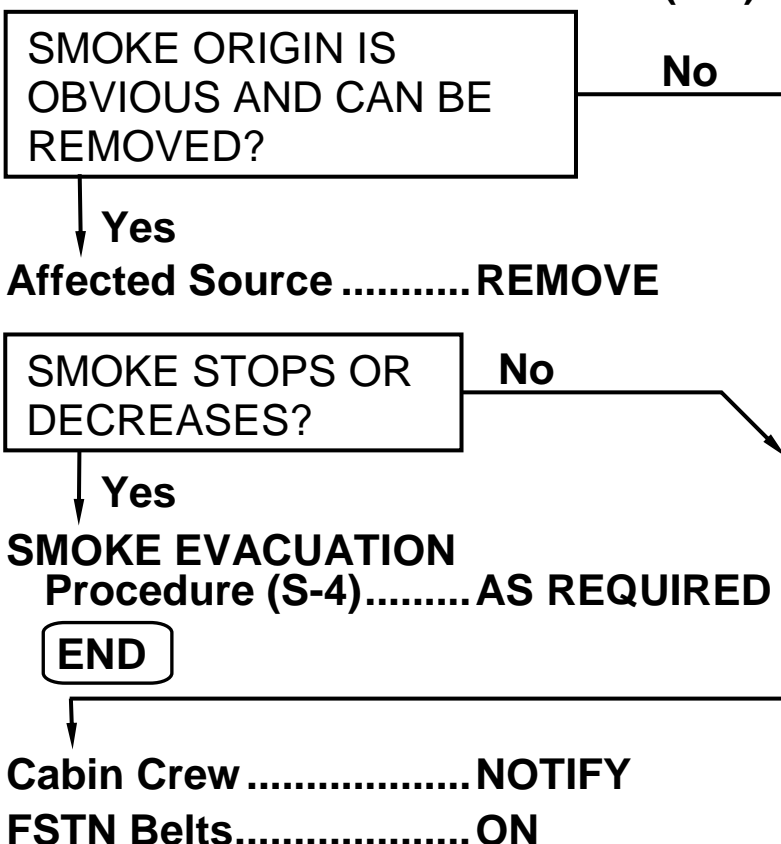 SMOKE ORIGIN IS
OBVIOUS AND CAN BE
REMOVED?
No
Yes
Affected Source ...........REMOVE
SMOKE STOPS OR
DECREASES?
No
Yes
SMOKE EVACUATION
Procedure (S-4).........AS REQUIRED
END
Cabin Crew ...................NOTIFY
FSTN Belts....................ON